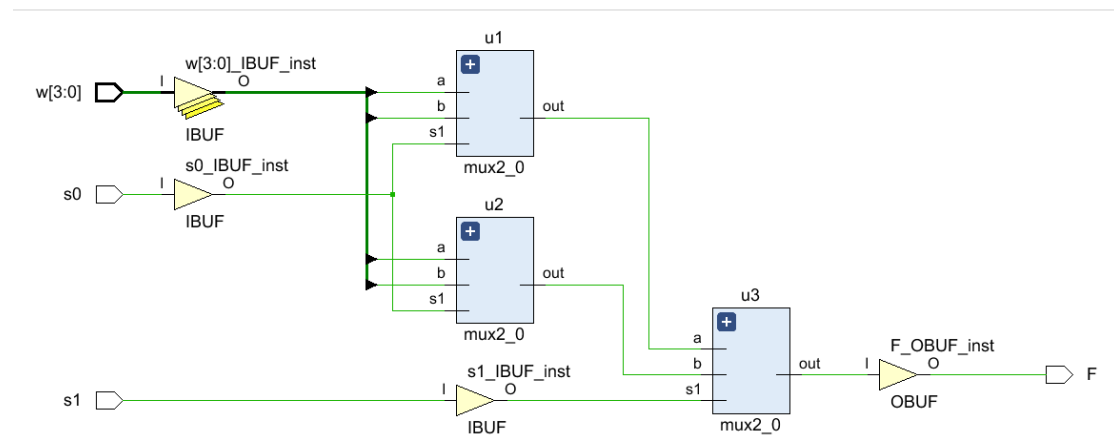 u1
w[3:0]_IBUF_inst
w[3:0]
I
O
IBUF
a
b
s1
out
mux2_0
s0_IBUF_inst
s0
I
O
IBUF
u2
a
b
s1
out
mux2_0
u3
a
b
s1
out
mux2_0
s1_IBUF_inst
s1
I
O
IBUF
F_OBUF_inst
I
O
OBUF
F